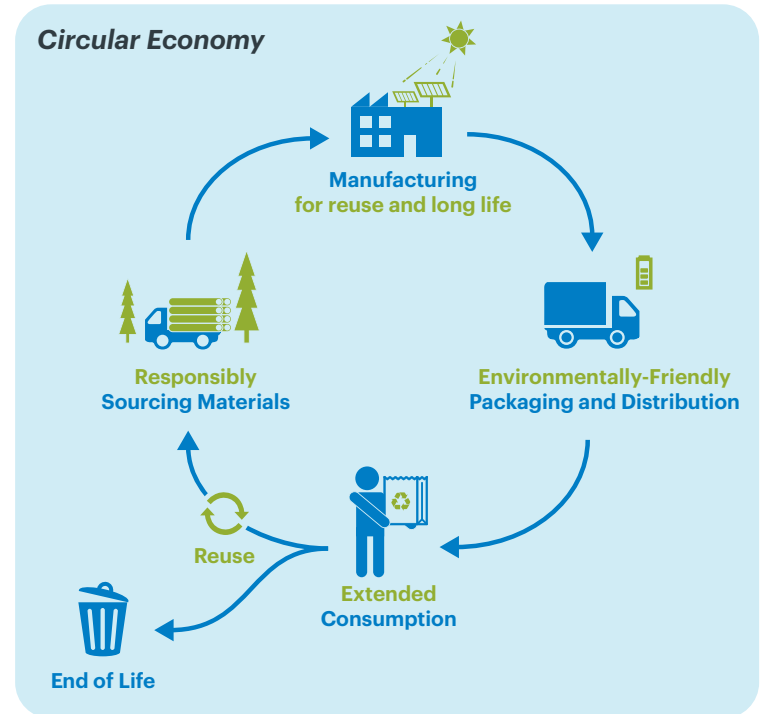 Circular Economy
Manufacturing
for reuse and long life
Responsibly
Sourcing Materials
Environmentally-Friendly
Packaging and Distribution
Reuse
Extended
Consumption
End of Life